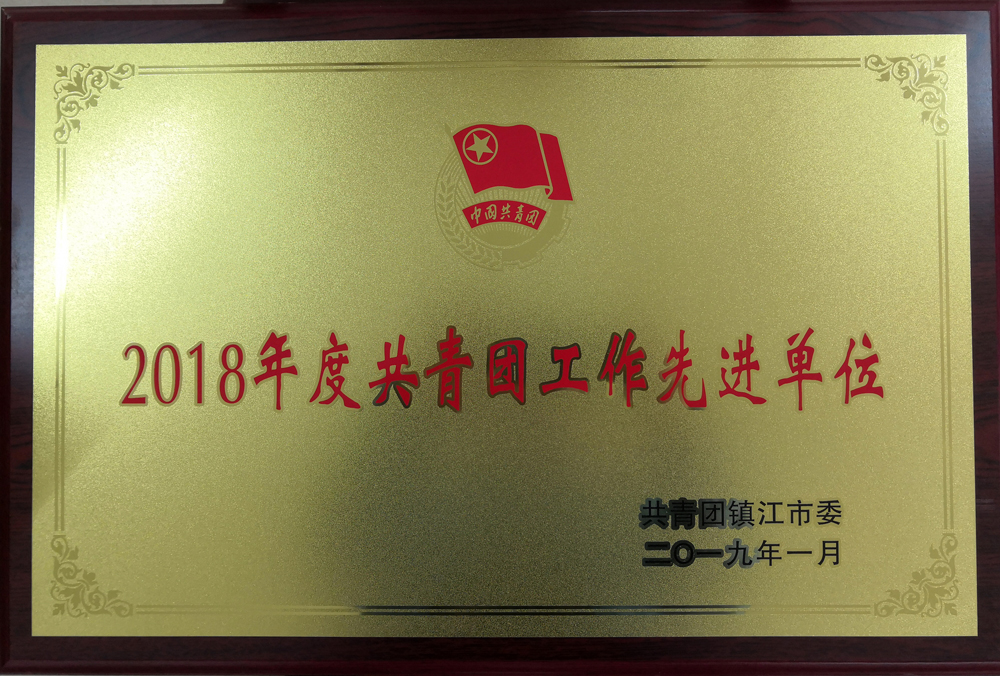 中國共青团
2018年度共青团工作先进单位
共青团镇江市委
二〇一九年一月